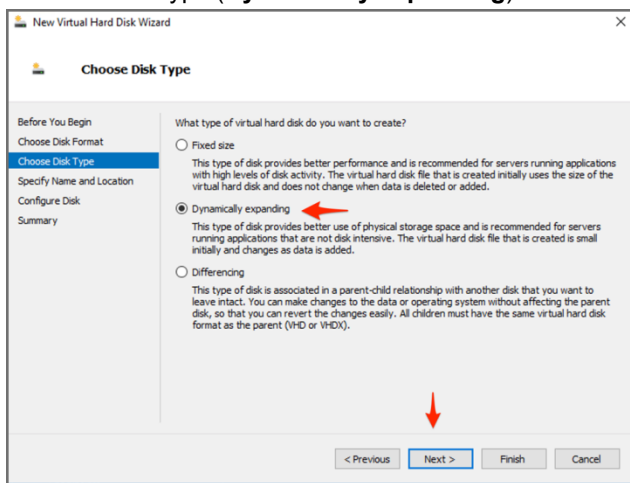 New Virtual Hard Disk Wizard
Choose Disk Type
Before You Begin
Choose Disk Format
Choose Disk Type
Specify Name and Location
Configure Disk
Summary
What type of virtual hard disk do you want to create?
Fixed size
This type of disk provides better performance and is recommended for servers running applications
with high levels of disk activity. The virtual hard disk file that is created initially uses the size of the
virtual hard disk and does not change when data is deleted or added.
Dynamically expanding
This type of disk provides better use of physical storage space and is recommended for servers
running applications that are not disk intensive. The virtual hard disk file that is created is small
initially and changes as data is added.
Differencing
This type of disk is associated in a parent-child relationship with another disk that you want to
leave intact. You can make changes to the data or operating system without affecting the parent
disk, so that you can revert the changes easily. All children must have the same virtual hard disk
format as the parent (VHD or VHDX).
< Previous Next > Finish Cancel